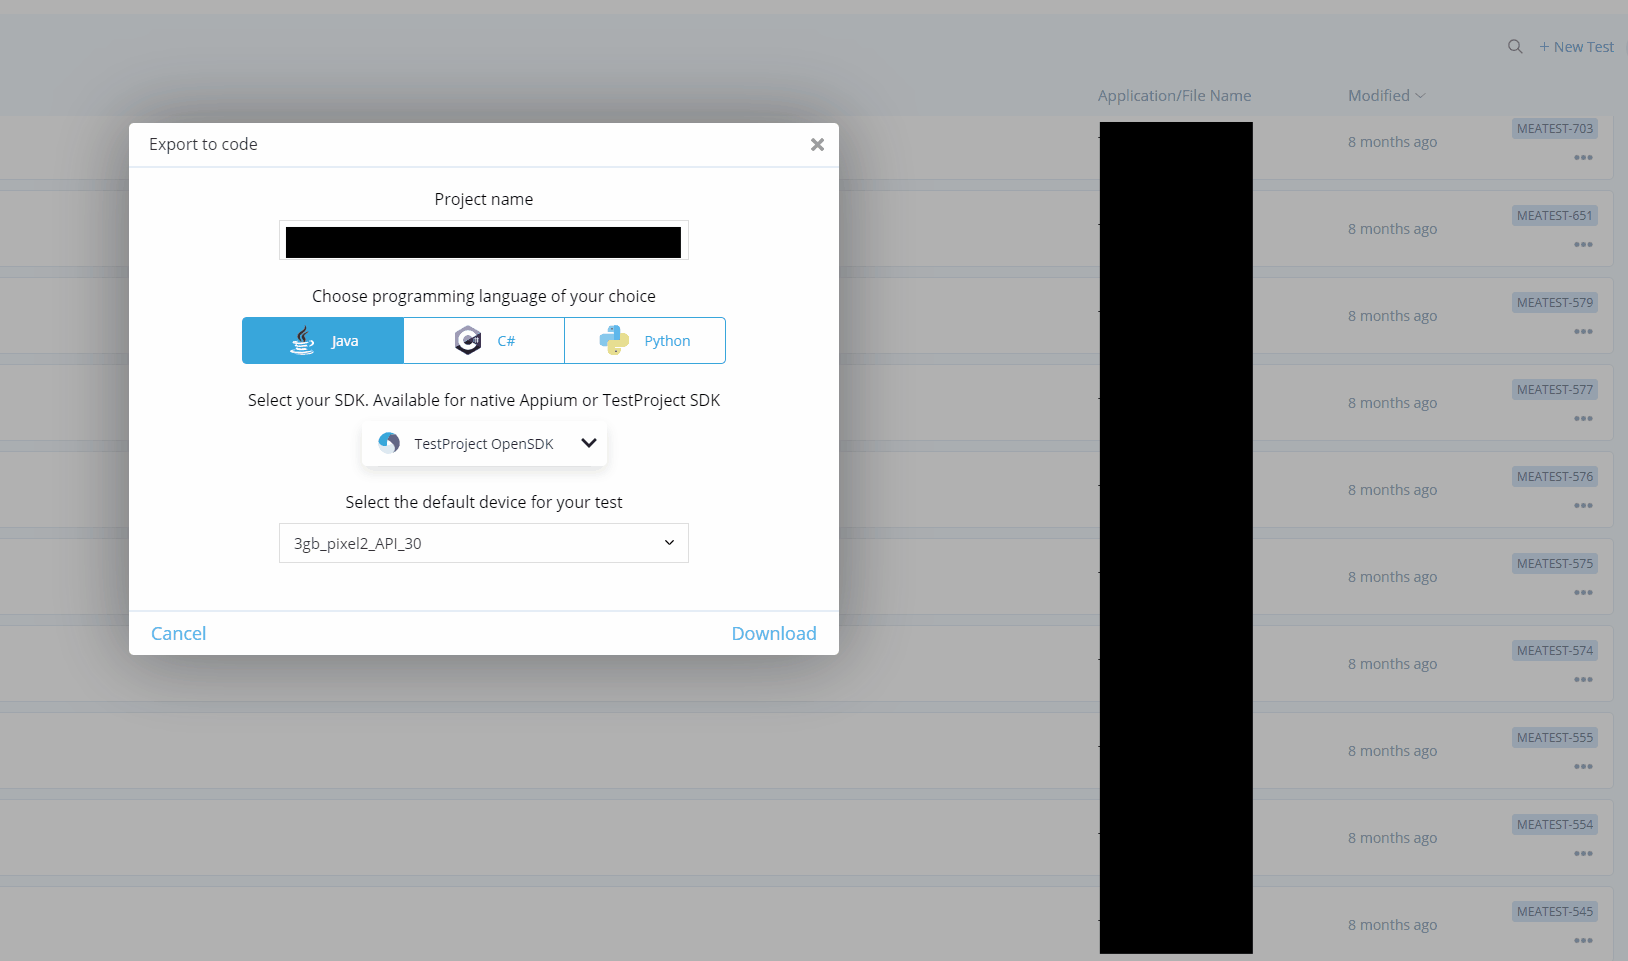 + New Test
Application/File Name
Modified
Export to code
MEATEST-703
8 months ago
Project name
MEATEST-651
8 months ago
Choose programming language of your choice
MEATEST-579
8 months ago
Java
C#
Python
Select your SDK. Available for native Appium or TestProject SDK
MEATEST-577
8 months ago
TestProject OpenSDK
MEATEST-576
8 months ago
Select the default device for your test
3gb_pixel2_API_30
MEATEST-575
8 months ago
Cancel
Download
MEATEST-574
8 months ago
MEATEST-555
8 months ago
MEATEST-554
8 months ago
MEATEST-545
8 months ago